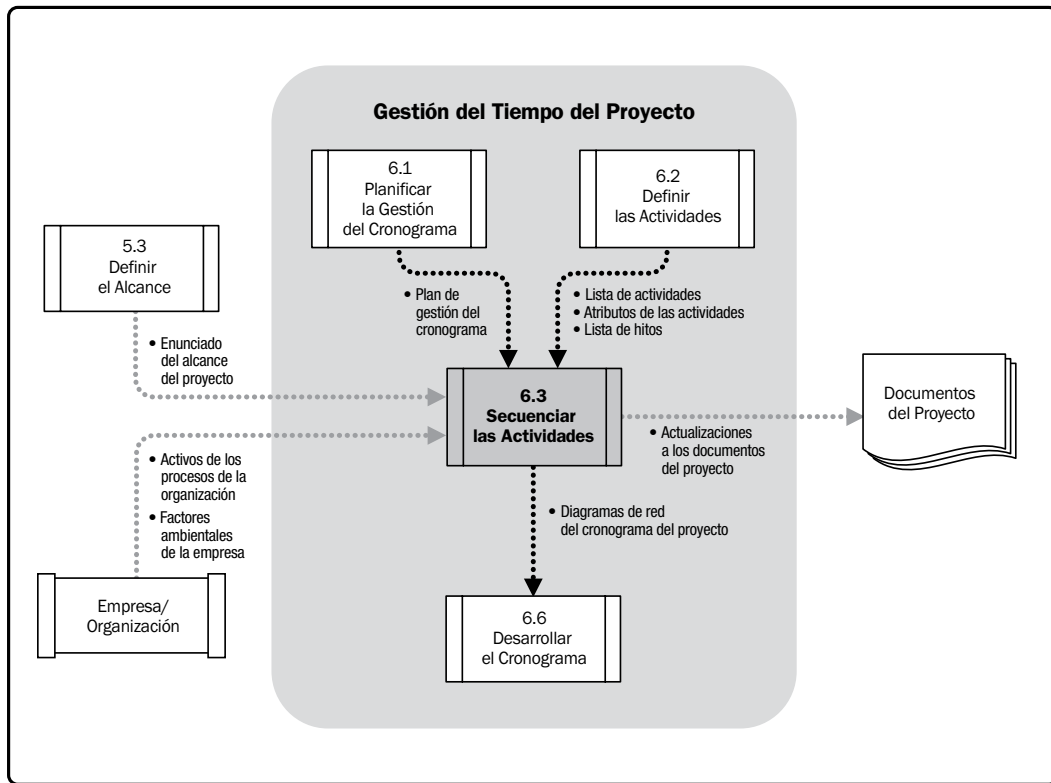 Gestión del Tiempo del Proyecto
6.1
Planificar
la Gestión
del Cronograma
6.2
Definir
las Actividades
5.3
Definir
el Alcance
• Plan de
gestión del
cronograma
• Lista de actividades
• Atributos de las actividades
• Lista de hitos
• Enunciado
del alcance
del proyecto
6.3
Secuenciar
las Actividades
Documentos
del Proyecto
• Activos de los
procesos de la
organización
• Factores
ambientales
de la empresa
• Actualizaciones
a los documentos
del proyecto
• Diagramas de red
del cronograma del proyecto
Empresa/
Organización
6.6
Desarrollar
el Cronograma